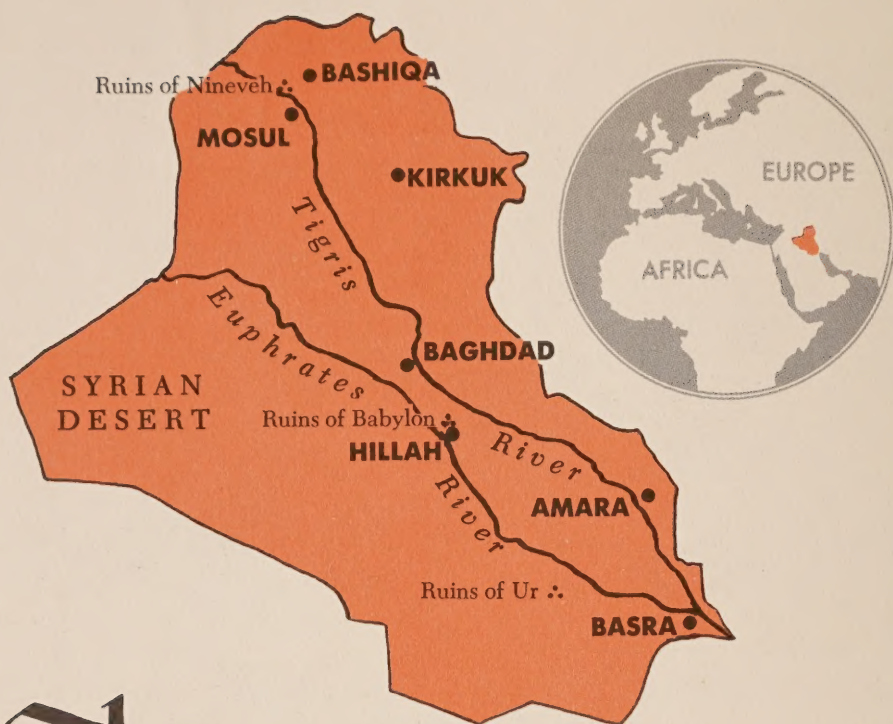 Ruins of Nineveh
BASHIQA
MOSUL
KIRKUK
Tigris
Euphrates
BAGHDAD
SYRIAN
DESERT
Ruins of Babylon
HILLAH
River
River
AMARA
Ruins of Ur
BASRA
EUROPE
AFRICA